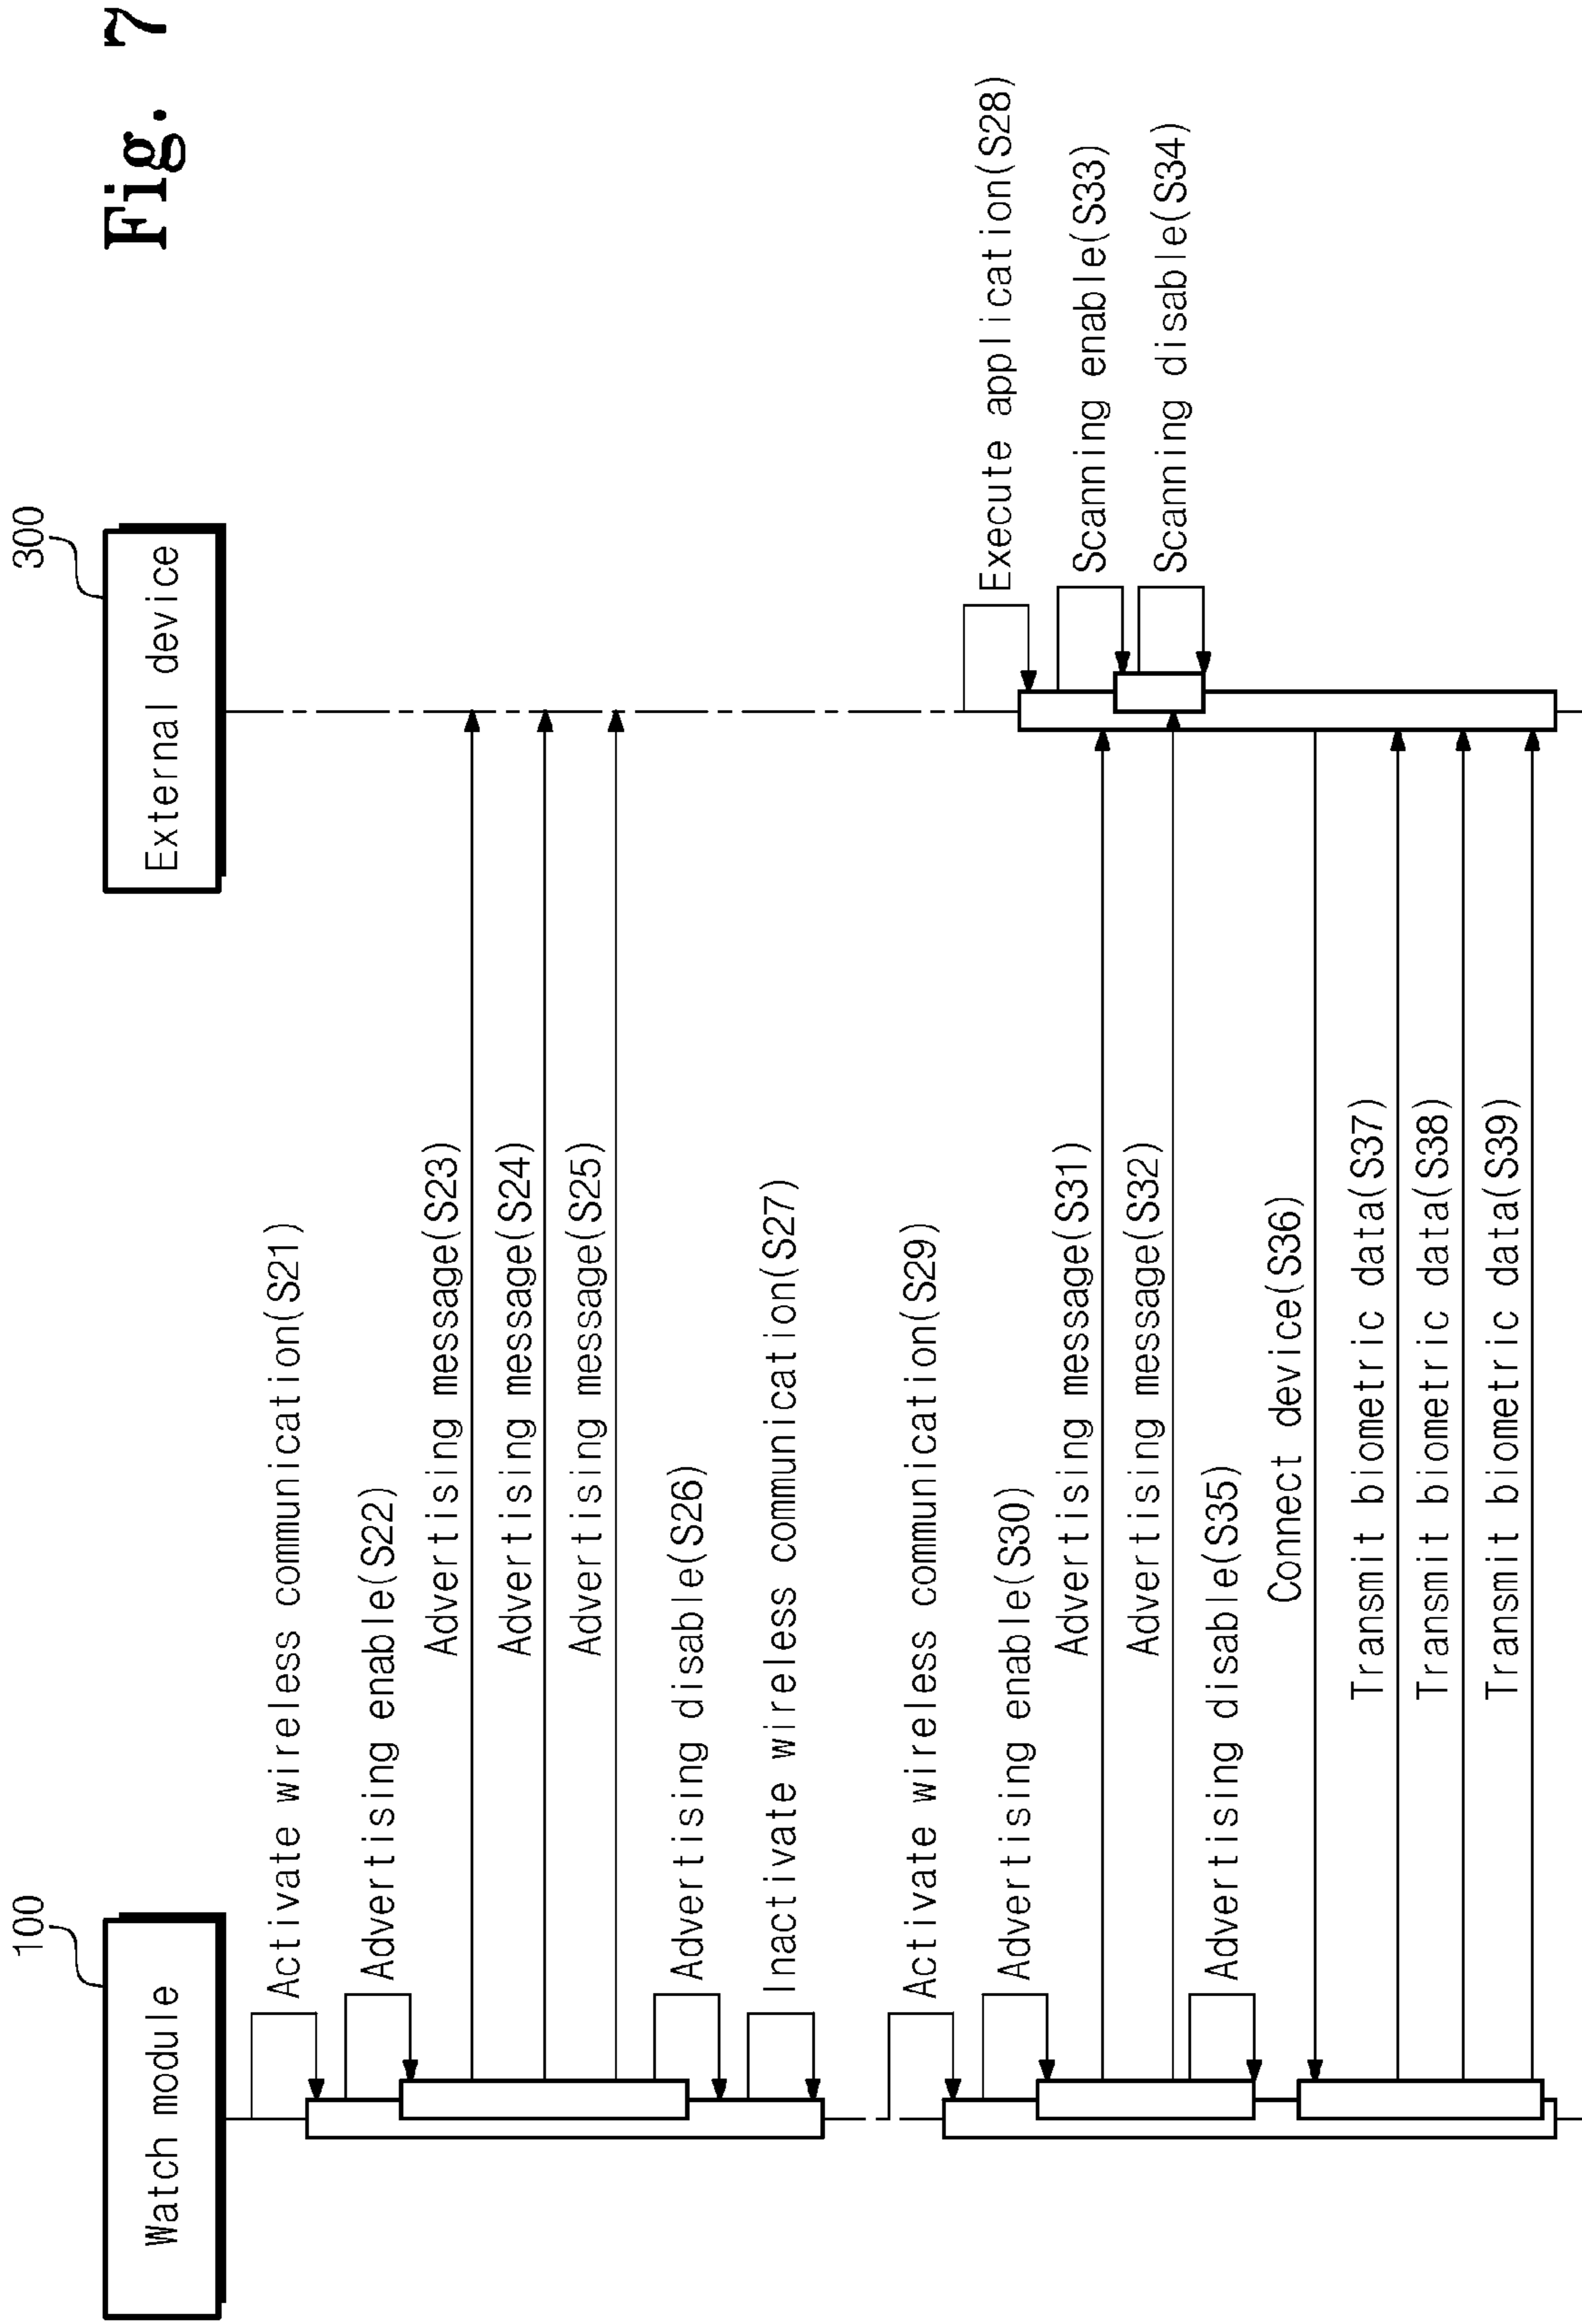 Fig. 7
100
300
Watch module
External device
Activate wireless communication(S21)
Advertising enable(S22)
Advertising message(S23)
Advertising message(S24)
Advertising message(S25)
Advertising disable(S26)
Inactivate wireless communication(S27)
Execute application(S28)
Activate wireless communication(S29)
Advertising enable(S30)
Scanning enable(S33)
Advertising message(S31)
Scanning disable(S34)
Advertising message(S32)
Advertising disable(S35)
Connect device(S36)
Transmit biometric data(S37)
Transmit biometric data(S38)
Transmit biometric data(S39)